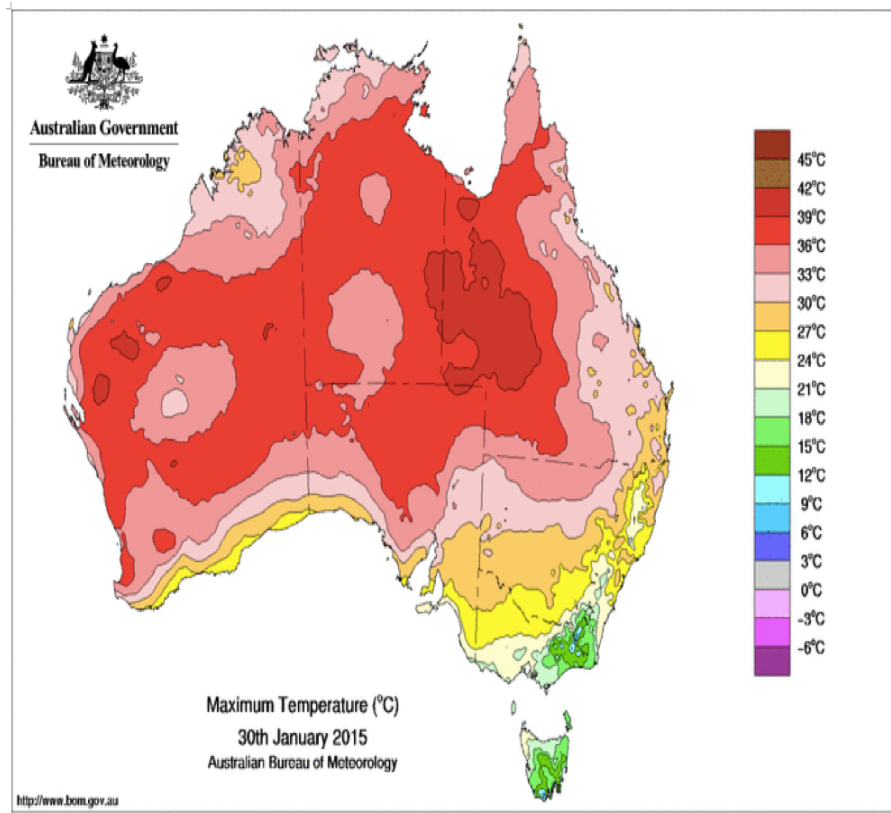 Australian Government
Bureau of Meteorology
45°C
42°C
39°C
36°C
33°C
30°C
27°C
24°C
21°C
18°C
15°C
12°C
9°C
6°C
3°C
0°C
-3°C
-6°C
Maximum Temperature (°C)
30th January 2015
Australian Bureau of Meteorology
http://www.bom.gov.au